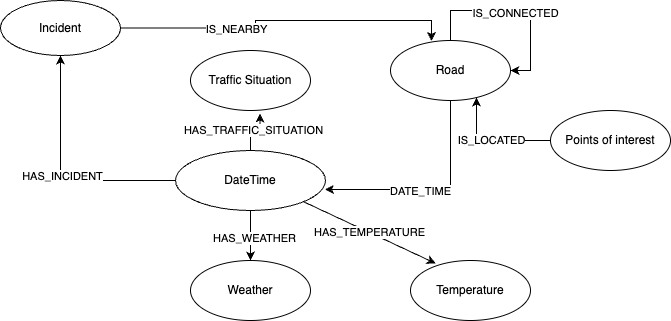 Incident
IS_NEARBY
IS_CONNECTED
Road
Traffic Situation
HAS_TRAFFIC_SITUATION
IS_LOCATED
Points of interest
HAS_INCIDENT
DateTime
DATE_TIME
HAS_WEATHER
HAS_TEMPERATURE
Weather
Temperature